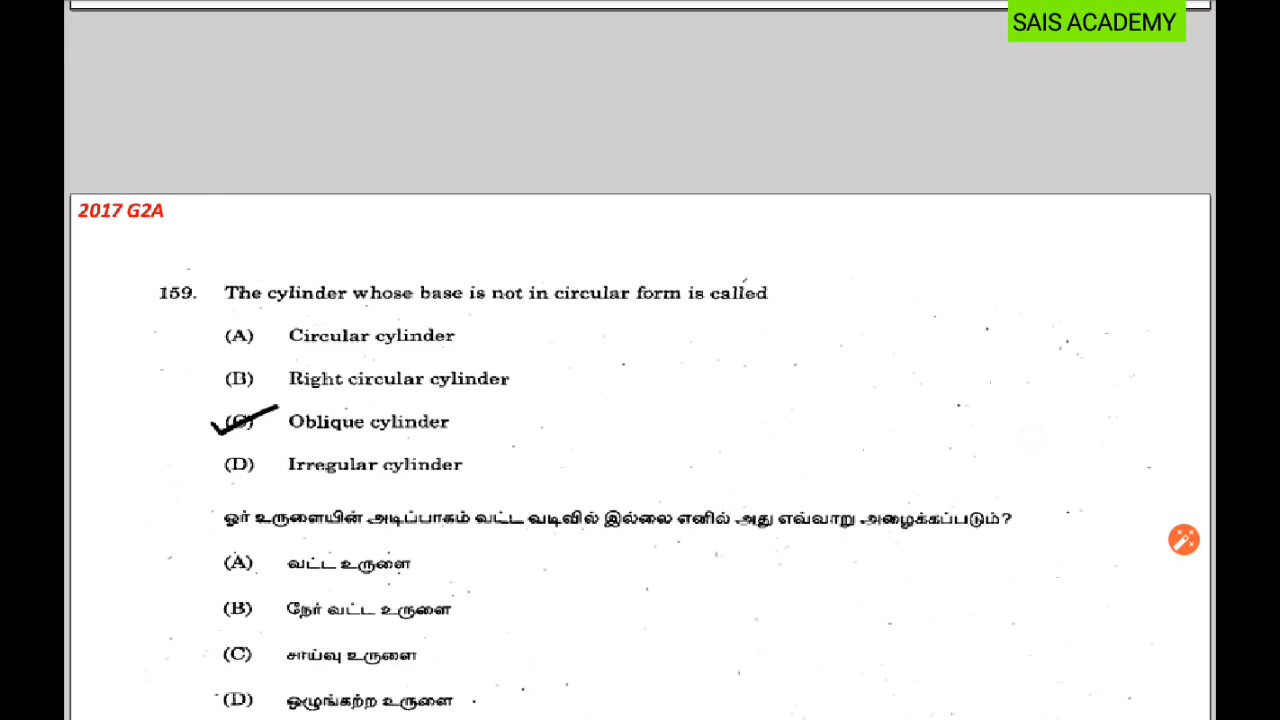 SAIS ACADEMY
2017 G2A
159. The cylinder whose base is not in circular form is called
(A) Circular cylinder
(B) Right circular cylinder
(C) Oblique cylinder
(D) Irregular cylinder
ஓர் உருளையின் அடிப்பாகம் வட்ட வடிவில் இல்லை எனில் அது எவ்வாறு அழைக்கப்படும்?
(A) வட்ட உருளை
(B) நேர் வட்ட உருளை
(C) சாய்வு உருளை
(D) ஒழுங்கற்ற உருளை